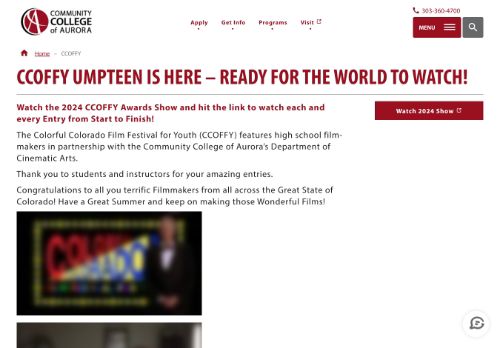 COMMUNITY
COLLEGE
of AURORA
Apply
Get Info
Programs
Visit
303-360-4700
MENU
Home – CCOFFY
CCOFFY UMPTEEN IS HERE – READY FOR THE WORLD TO WATCH!
Watch the 2024 CCOFFY Awards Show and hit the link to watch each and
every Entry from Start to Finish!
Watch 2024 Show
The Colorful Colorado Film Festival for Youth (CCOFFY) features high school film-
makers in partnership with the Community College of Aurora's Department of
Cinematic Arts.
Thank you to students and instructors for your amazing entries.
Congratulations to all you terrific Filmmakers from all across the Great State of
Colorado! Have a Great Summer and keep on making those Wonderful Films!